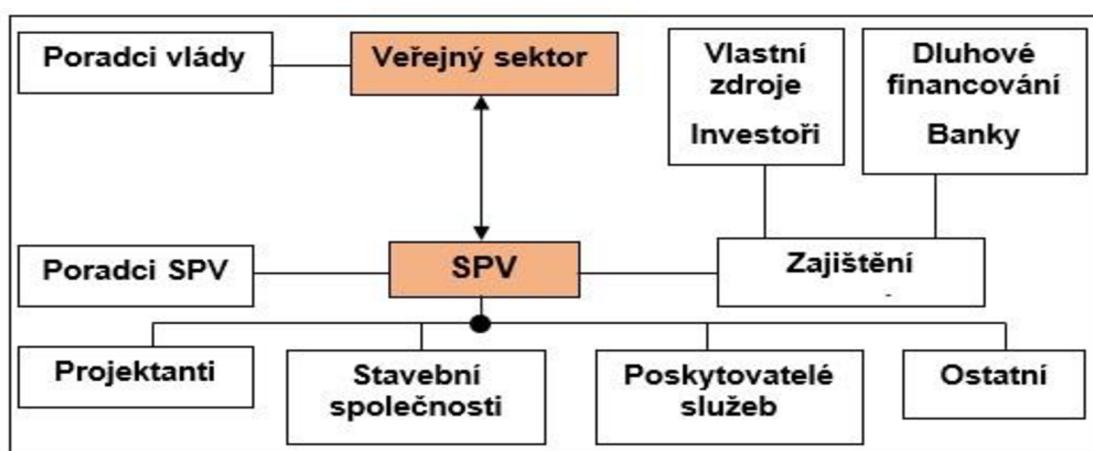 Poradci vlády
Veřejný sektor
Vlastní
zdroje
Investoři
Dluhové
financování
Banky
Poradci SPV
SPV
Zajištění
Projektanti
Stavební
společnosti
Poskytovatelé
služeb
Ostatní